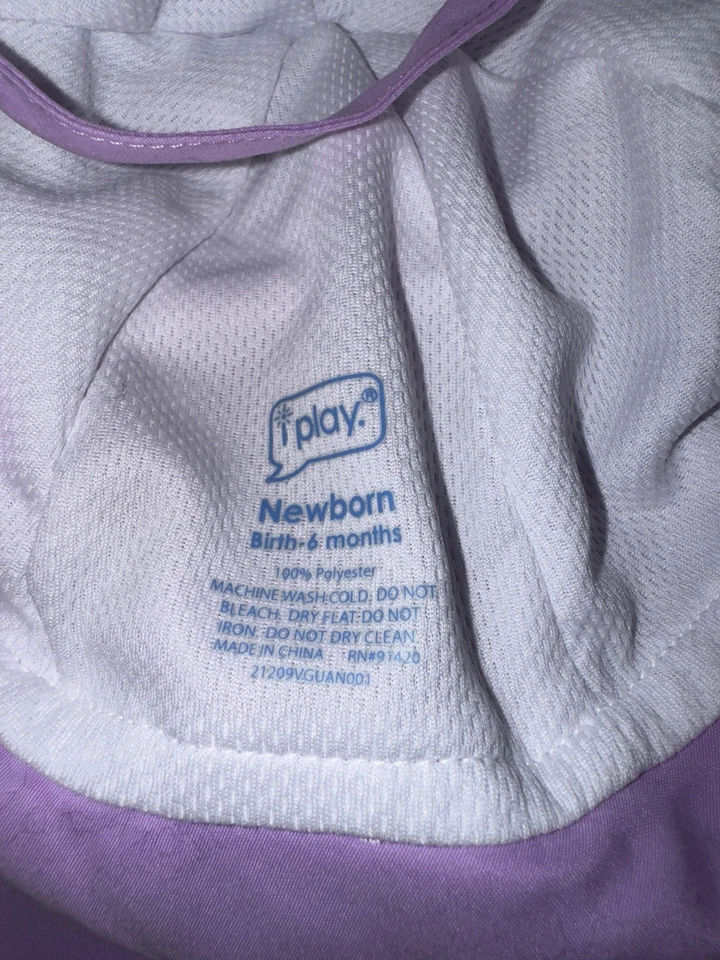 i play.®
Newborn
Birth-6 months
100% Polyester
MACHINE WASH COLD. DO NOT
BLEACH. DRY FLAT. DO NOT
IRON. DO NOT DRY CLEAN.
MADE IN CHINA RN#91420
21209VGUAN001